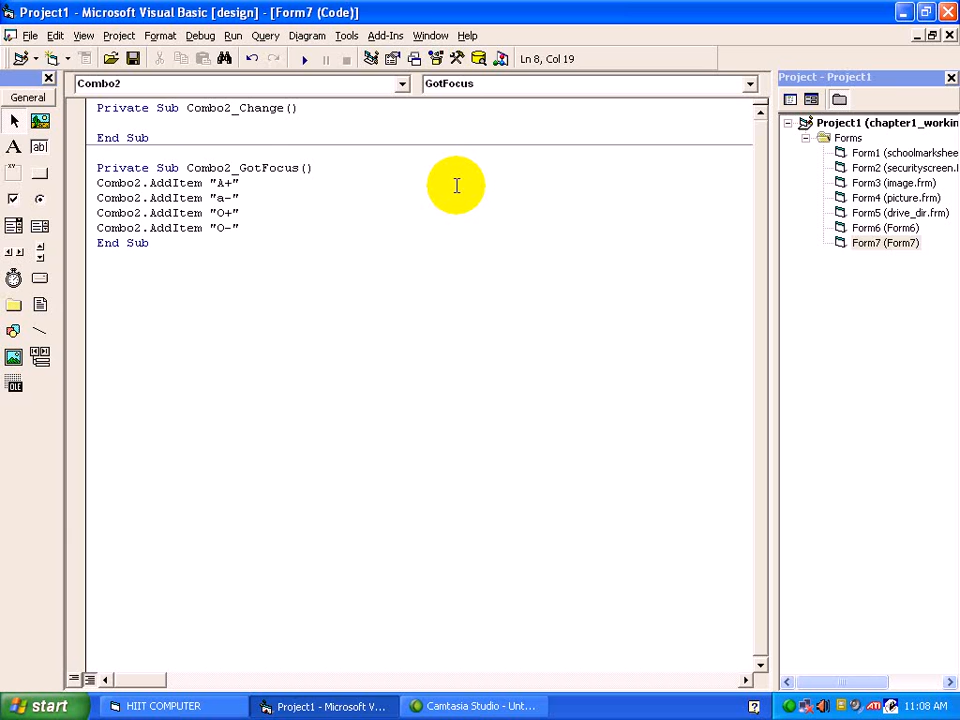 Project1 - Microsoft Visual Basic [design] - [Form7 (Code)]
File Edit View Project Format Debug Run Query Diagram Tools Add-Ins Window Help
Ln 8, Col 19
General
Combo2
GotFocus
Private Sub Combo2_Change()
End Sub
Private Sub Combo2_GotFocus()
Combo2.AddItem "A+"
Combo2.AddItem "a-"
Combo2.AddItem "O+"
Combo2.AddItem "O-"
End Sub
Project - Project1
Project1 (chapter1_workin
Forms
Form1 (schoolmarkshee
Form2 (securityscreen.
Form3 (image.frm)
Form4 (picture.frm)
Form5 (drive_dir.frm)
Form6 (Form6)
Form7 (Form7)
A
ab|
XY
OLE
start
HIIT COMPUTER
Project1 - Microsoft V...
Camtasia Studio - Unt...
11:08 AM